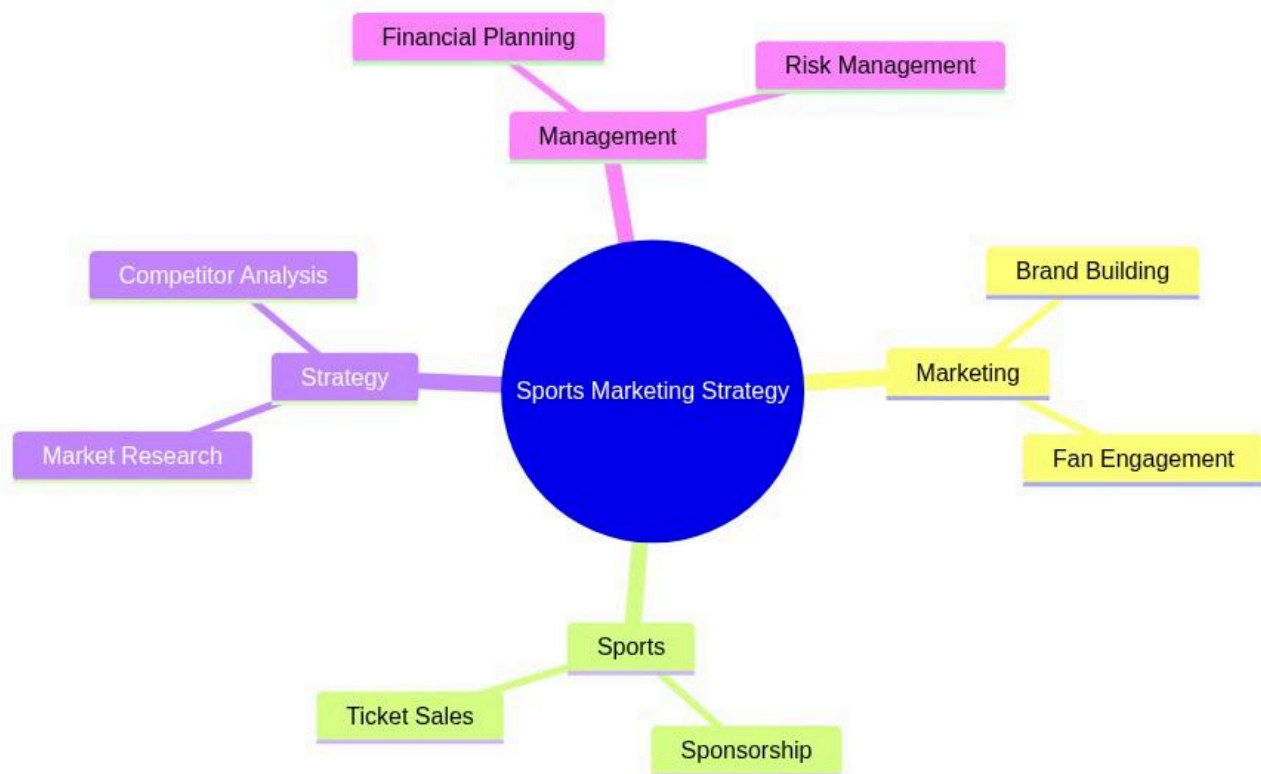 Financial Planning
Risk Management
Management
Competitor Analysis
Brand Building
Strategy
Sports Marketing Strategy
Marketing
Market Research
Fan Engagement
Sports
Ticket Sales
Sponsorship